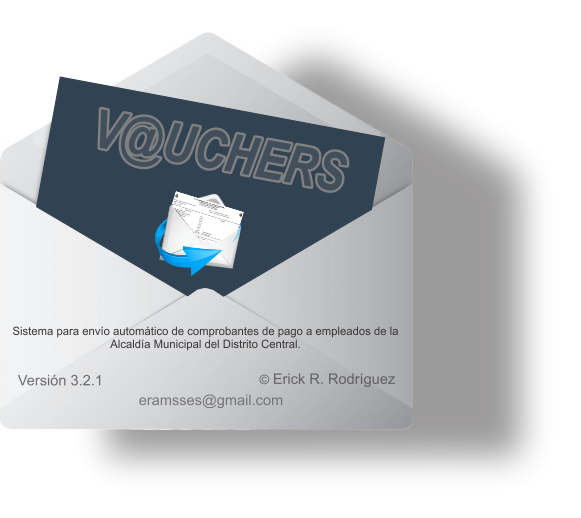 V@UCHERS
Sistema para envío automático de comprobantes de pago a empleados de la
Alcaldía Municipal del Distrito Central.
Versión 3.2.1
© Erick R. Rodríguez
eramsses@gmail.com